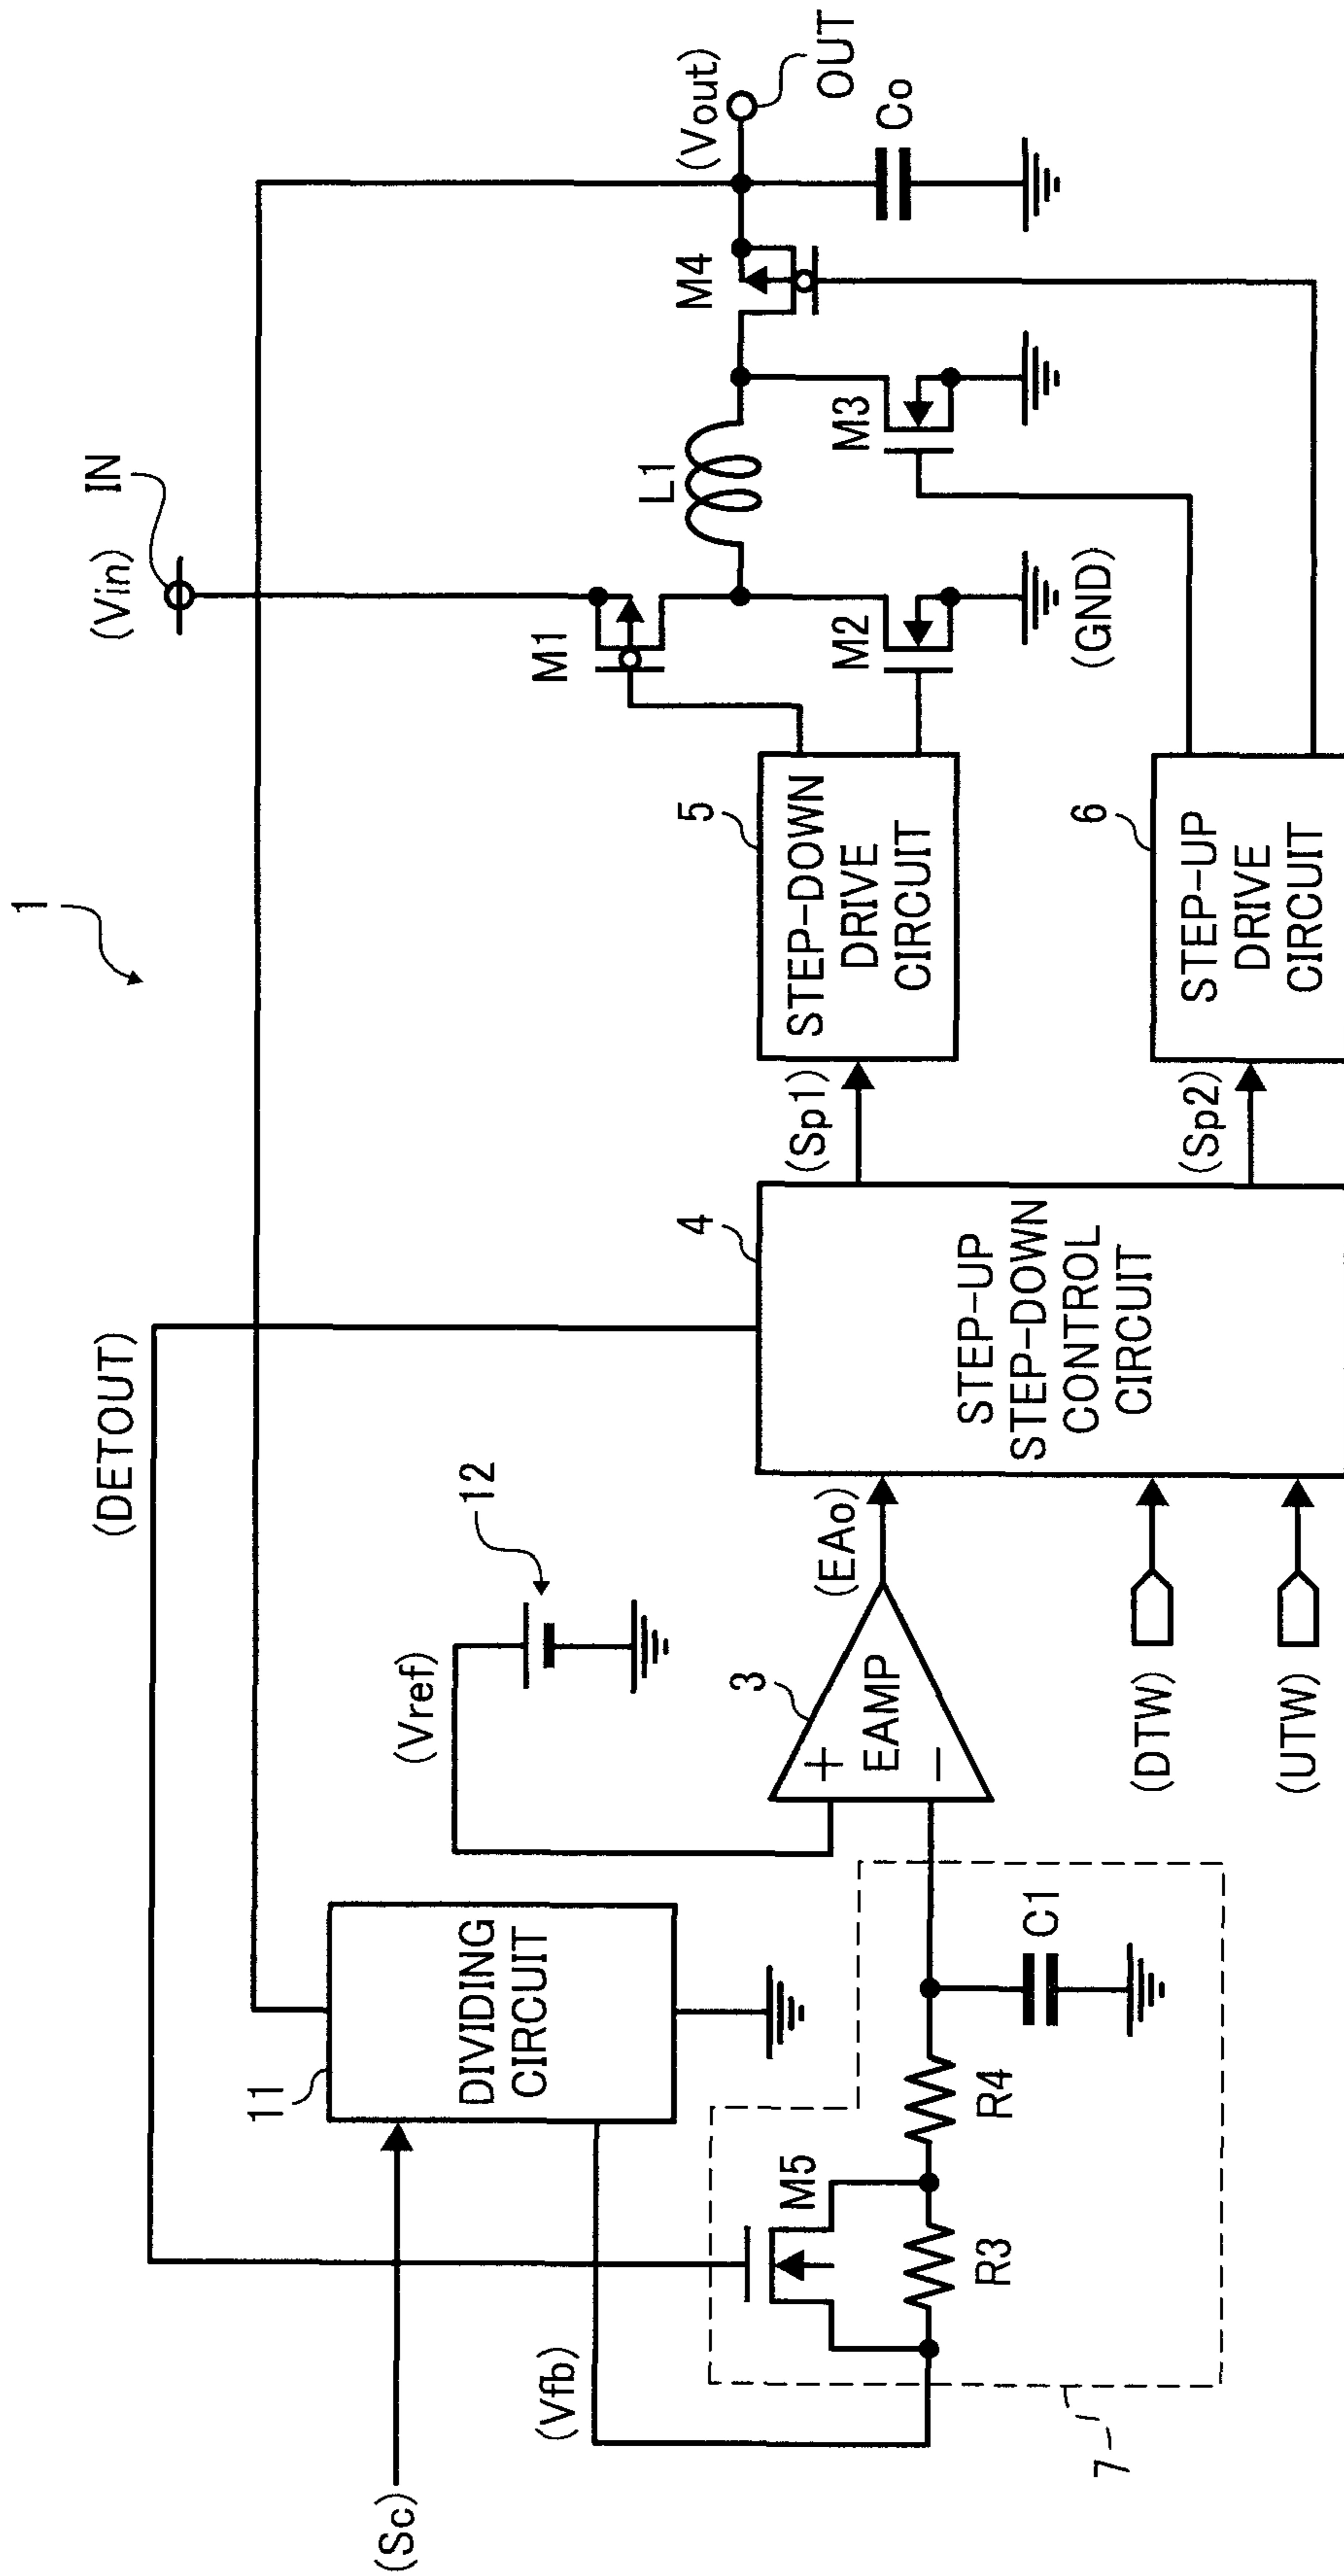 1
(Vin)
IN
(Vout)
OUT
(DETOUT)
M1
L1
M4
Co
M2
M3
(GND)
5
STEP-DOWN
DRIVE
CIRCUIT
6
STEP-UP
DRIVE
CIRCUIT
(Sp1)
(Sp2)
4
STEP-UP
STEP-DOWN
CONTROL
CIRCUIT
12
(Vref)
(EAo)
3
+
EAMP
−
(DTW)
(UTW)
11
DIVIDING
CIRCUIT
(Sc)
(Vfb)
M5
R3
R4
C1
7